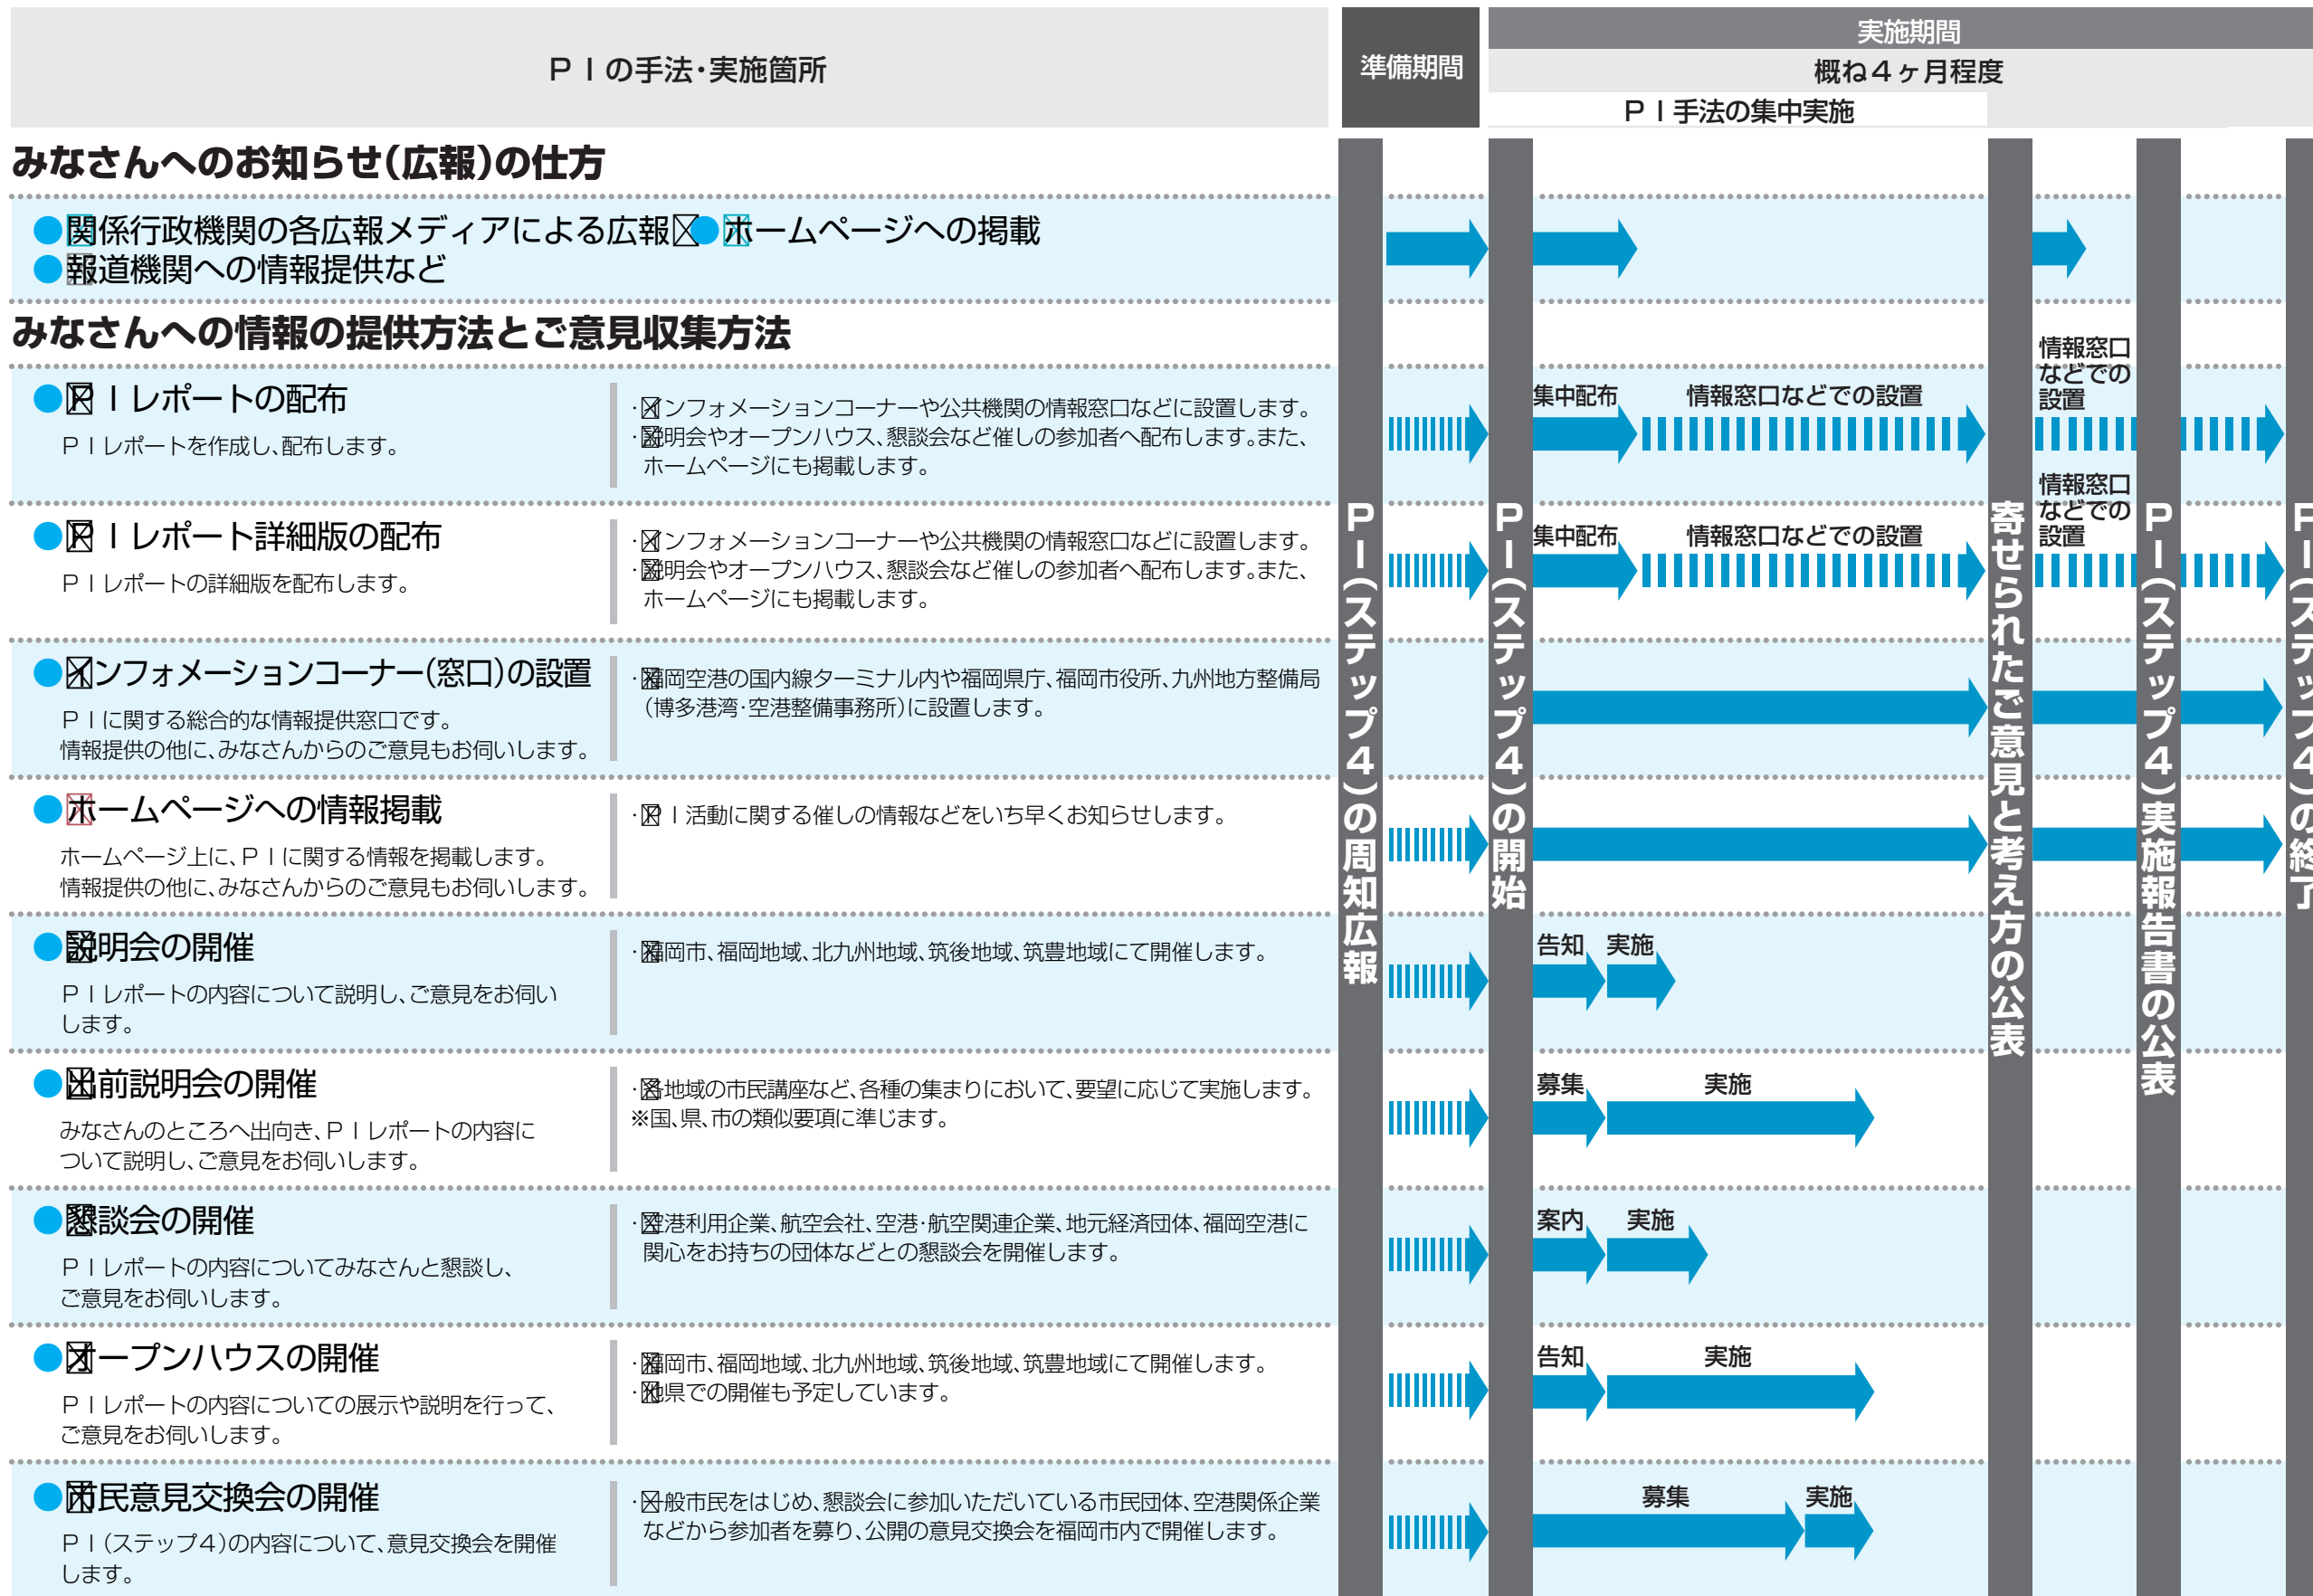 ＰＩの手法・実施箇所
準備期間
実施期間
概ね４ヶ月程度
ＰＩ手法の集中実施
みなさんへのお知らせ（広報）の仕方
●関係行政機関の各広報メディアによる広報 ●ホームページへの掲載
●報道機関への情報提供など
みなさんへの情報の提供方法とご意見収集方法
●ＰＩレポートの配布
ＰＩレポートを作成し、配布します。
・インフォメーションコーナーや公共機関の情報窓口などに設置します。
・説明会やオープンハウス、懇談会など催しの参加者へ配布します。また、
ホームページにも掲載します。
集中配布
情報窓口などでの設置
情報窓口
などでの
設置
●ＰＩレポート詳細版の配布
ＰＩレポートの詳細版を配布します。
・インフォメーションコーナーや公共機関の情報窓口などに設置します。
・説明会やオープンハウス、懇談会など催しの参加者へ配布します。また、
ホームページにも掲載します。
集中配布
情報窓口などでの設置
情報窓口
などでの
設置
●インフォメーションコーナー（窓口）の設置
ＰＩに関する総合的な情報提供窓口です。
情報提供の他に、みなさんからのご意見もお伺いします。
・福岡空港の国内線ターミナル内や福岡県庁、福岡市役所、九州地方整備局
（博多港湾・空港整備事務所）に設置します。
●ホームページへの情報掲載
ホームページ上に、ＰＩに関する情報を掲載します。
情報提供の他に、みなさんからのご意見もお伺いします。
・ＰＩ活動に関する催しの情報などをいち早くお知らせします。
●説明会の開催
ＰＩレポートの内容について説明し、ご意見をお伺い
します。
・福岡市、福岡地域、北九州地域、筑後地域、筑豊地域にて開催します。
告知
実施
●出前説明会の開催
みなさんのところへ出向き、ＰＩレポートの内容に
ついて説明し、ご意見をお伺いします。
・各地域の市民講座など、各種の集まりにおいて、要望に応じて実施します。
※国、県、市の類似要項に準じます。
募集
実施
●懇談会の開催
ＰＩレポートの内容についてみなさんと懇談し、
ご意見をお伺いします。
・空港利用企業、航空会社、空港・航空関連企業、地元経済団体、福岡空港に
関心をお持ちの団体などとの懇談会を開催します。
案内
実施
●オープンハウスの開催
ＰＩレポートの内容についての展示や説明を行って、
ご意見をお伺いします。
・福岡市、福岡地域、北九州地域、筑後地域、筑豊地域にて開催します。
・他県での開催も予定しています。
告知
実施
●市民意見交換会の開催
ＰＩ（ステップ４）の内容について、意見交換会を開催
します。
・一般市民をはじめ、懇談会に参加いただいている市民団体、空港関係企業
などから参加者を募り、公開の意見交換会を福岡市内で開催します。
募集
実施
ＰＩ（ステップ４）の周知広報
ＰＩ（ステップ４）の開始
寄せられたご意見と考え方の公表
ＰＩ（ステップ４）実施報告書の公表
ＰＩ（ステップ４）の終了